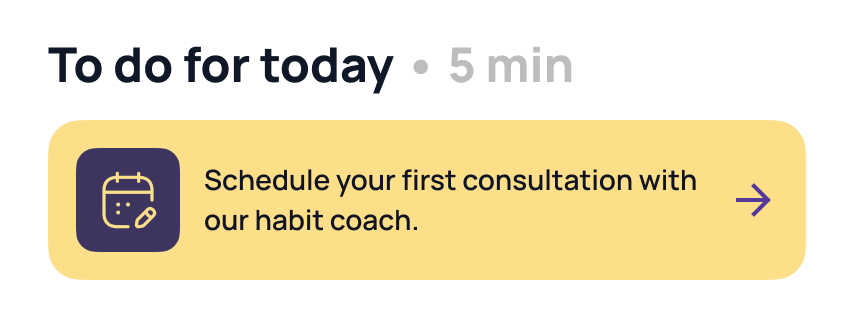 To do for today • 5 min
Schedule your first consultation with
our habit coach.